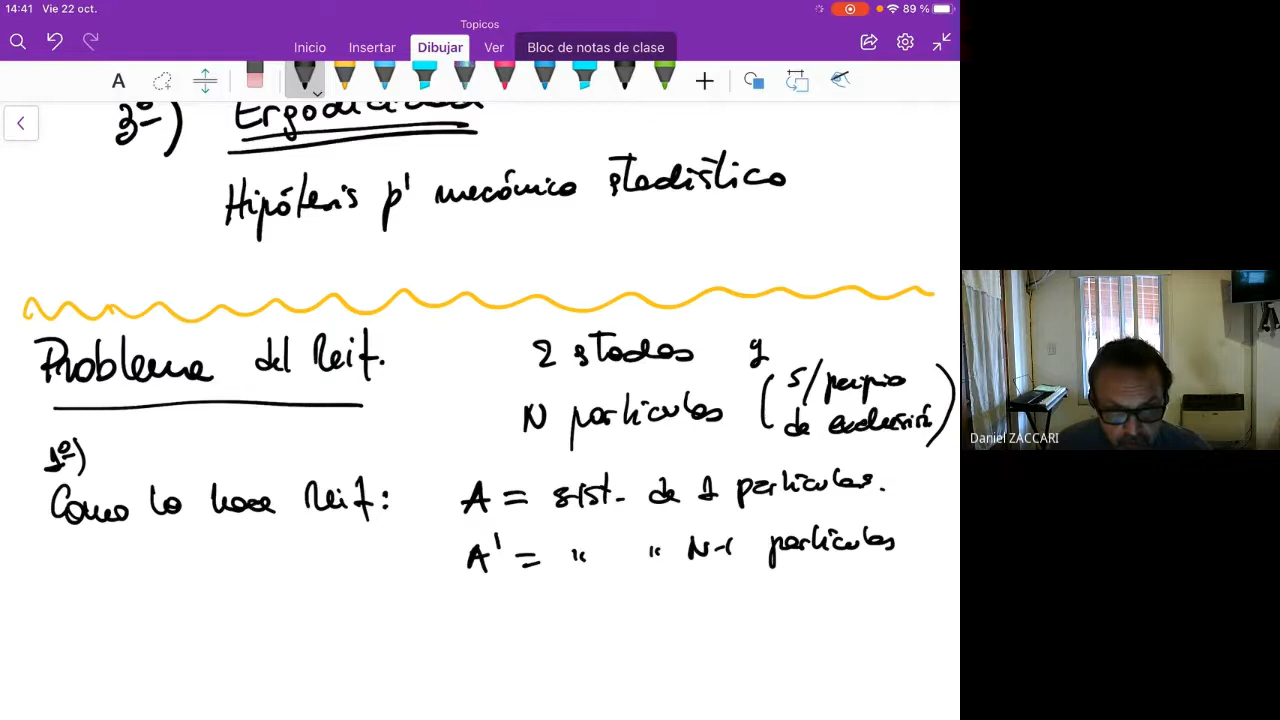 14:41 Vie 22 oct.
89 %
Topicos
Inicio Insertar Dibujar Ver Bloc de notas de clase
3º)
Hipótesis p' mecánica estadística
Problema del Reif.
2 estados y
N partículas (s/ de exclusión)
1º)
Como lo hace Reif:
A = sist. de 1 partículas.
A' = " " N-1 partículas
Daniel ZACCARI